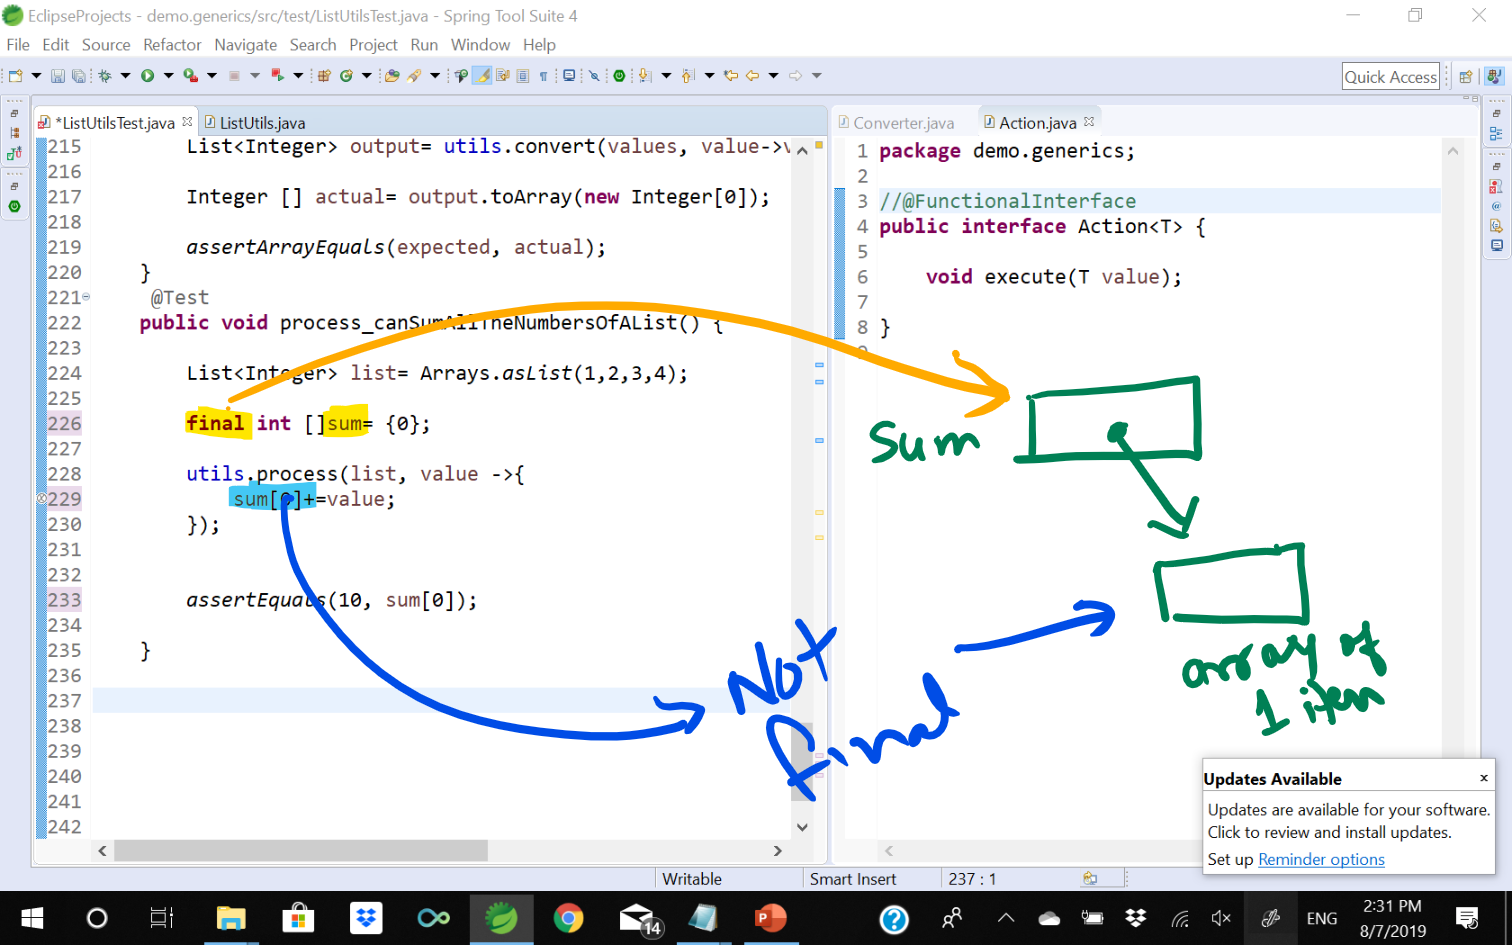 EclipseProjects - demo.generics/src/test/ListUtilsTest.java - Spring Tool Suite 4
File Edit Source Refactor Navigate Search Project Run Window Help
Quick Access
*ListUtilsTest.java ListUtils.java
215 List<Integer> output= utils.convert(values, value->v
216
217 Integer [] actual= output.toArray(new Integer[0]);
218
219 assertArrayEquals(expected, actual);
220 }
221 @Test
222 public void process_canSumAllTheNumbersOfAList() {
223
224 List<Integer> list= Arrays.asList(1,2,3,4);
225
226 final int []sum= {0};
227
228 utils.process(list, value ->{
229 sum[0]+=value;
230 });
231
232
233 assertEquals(10, sum[0]);
234
235 }
236
237
238
239
240
241
242
Converter.java Action.java
1 package demo.generics;
2
3 //@FunctionalInterface
4 public interface Action<T> {
5
6 void execute(T value);
7
8 }
9
sum
array of
1 item
Not
Final
Updates Available x
Updates are available for your software.
Click to review and install updates.
Set up Reminder options
Writable Smart Insert 237 : 1
14 ENG 2:31 PM
8/7/2019